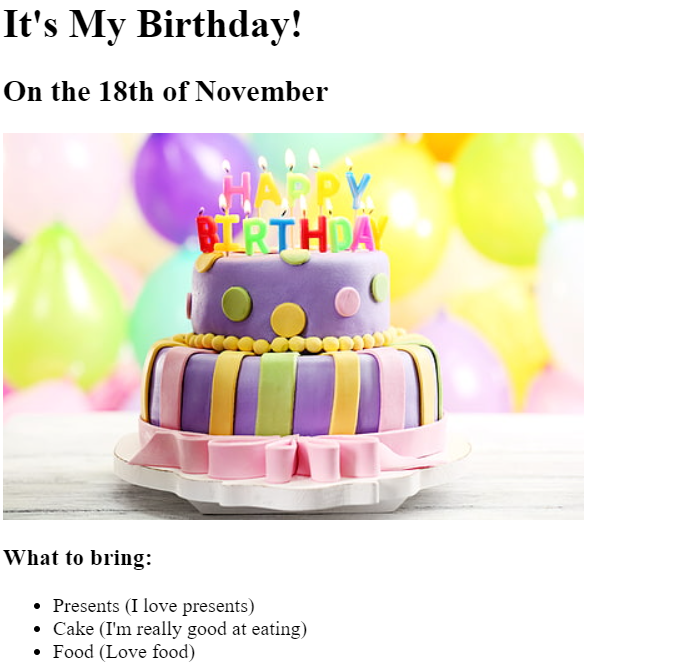 It's My Birthday!
On the 18th of November
HAPPY
BIRTHDAY
What to bring:
Presents (I love presents)
Cake (I'm really good at eating)
Food (Love food)